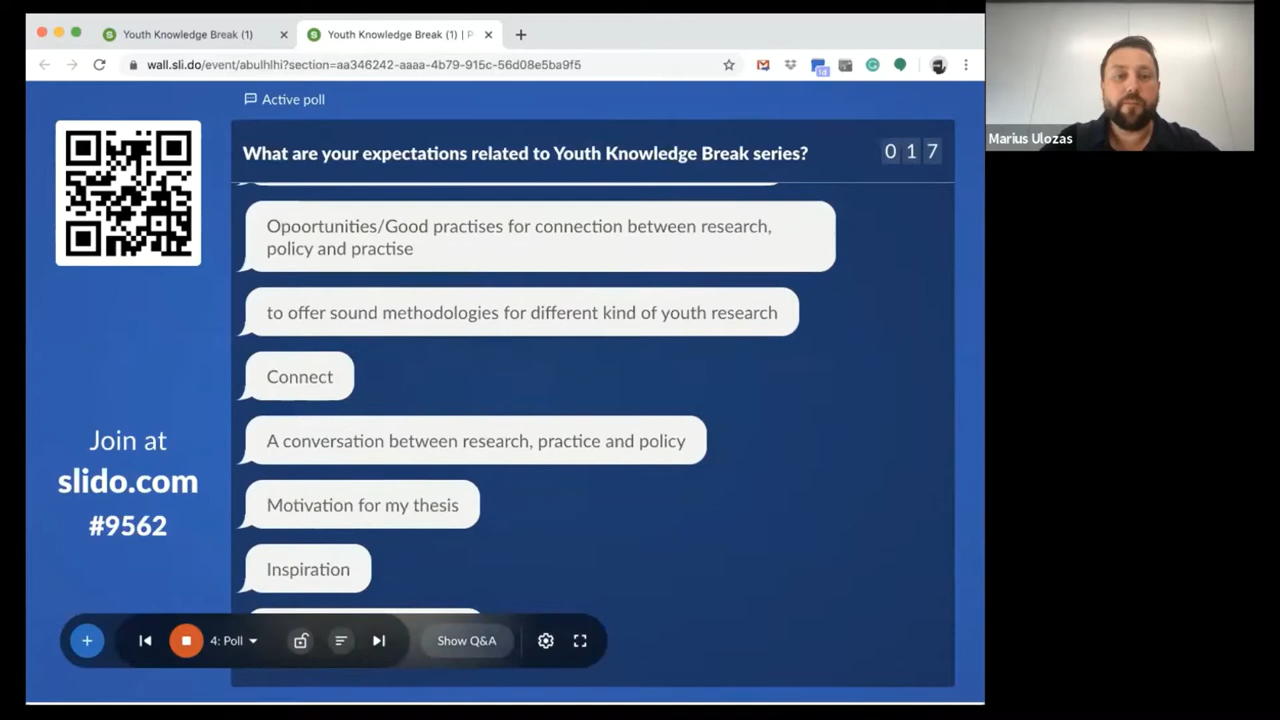 Youth Knowledge Break (1)
Youth Knowledge Break (1) | P
wall.sli.do/event/abulhlhi?section=aa346242-aaaa-4b79-915c-56d08e5ba9f5
Active poll
What are your expectations related to Youth Knowledge Break series?
017
Opoortunities/Good practises for connection between research,
policy and practise
to offer sound methodologies for different kind of youth research
Connect
A conversation between research, practice and policy
Motivation for my thesis
Inspiration
Join at
slido.com
#9562
4: Poll
Show Q&A
Marius Ulozas